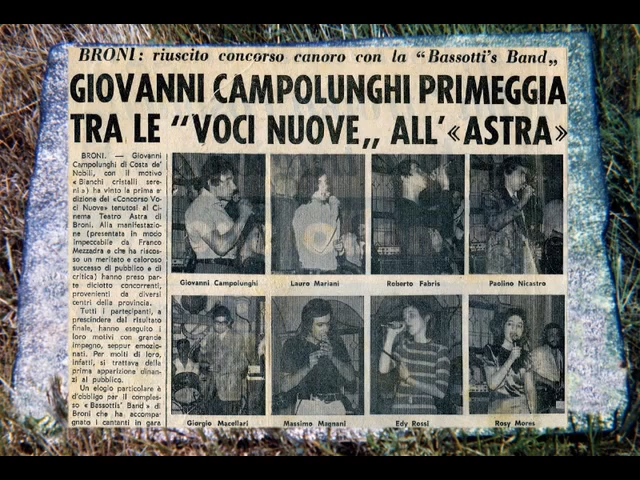 BRONI: riuscito concorso canoro con la “Bassotti's Band„
GIOVANNI CAMPOLUNGHI PRIMEGGIA
TRA LE “VOCI NUOVE„ ALL'«ASTRA»
BRONI. — Giovanni
Campolunghi di Costa de'
Nobili, con il motivo
«Bianchi cristalli sere-
ni» ha vinto la prima e-
dizione del «Concorso Vo-
ci Nuove» tenutosi al Ci-
nema Teatro Astra di
Broni. Alla manifestazio-
ne (presentata in modo
impeccabile da Franco
Mezzadra e che ha riscos-
so un meritato e caloroso
successo di pubblico e di
critica) hanno preso par-
te diciotto concorrenti,
provenienti da diversi
centri della provincia.
Tutti i partecipanti, a
prescindere dal risultato
finale, hanno eseguito i
loro motivi con grande
impegno, seppur emozio-
nati. Per molti di loro,
infatti, si trattava della
prima apparizione dinan-
zi al pubblico.
Un elogio particolare è
d'obbligo per il comples-
so «Bassottis' Band» di
Broni che ha accompa-
gnato i cantanti in gara
Giovanni Campolunghi
Lauro Mariani
Roberto Fabris
Paolino Nicastro
Giorgio Macellari
Massimo Magnani
Edy Rossi
Rosy Mores